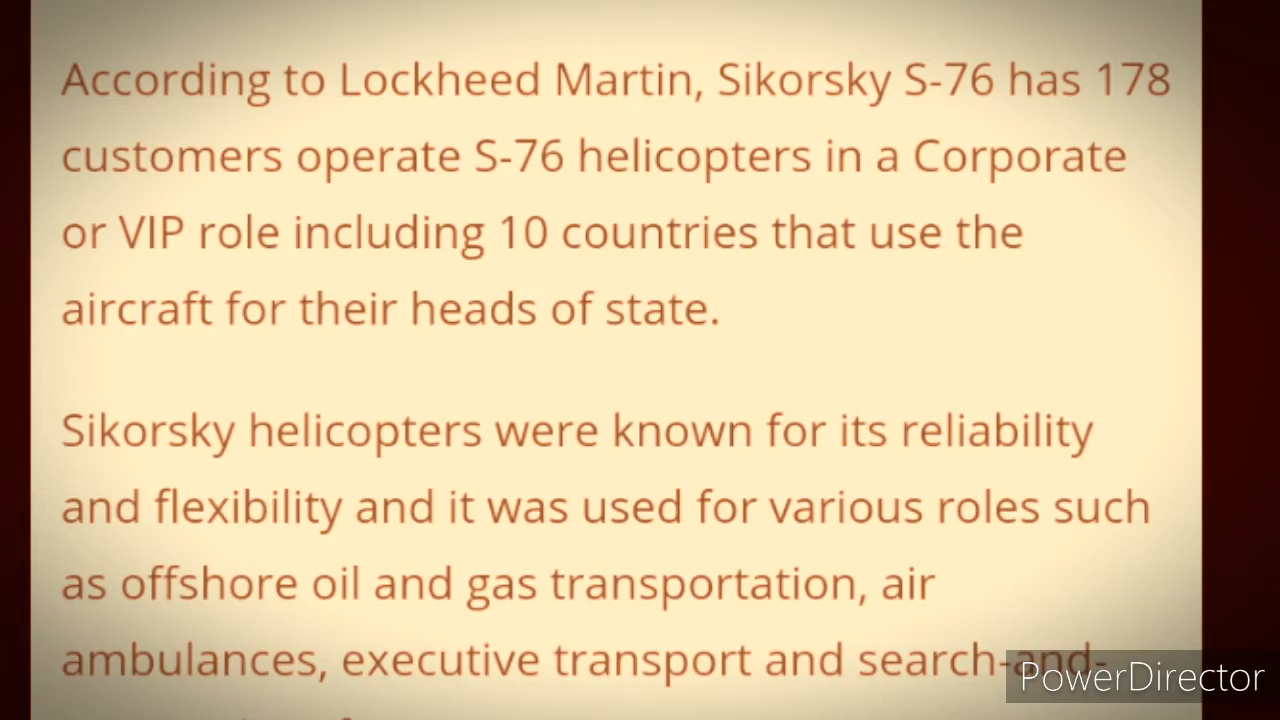 According to Lockheed Martin, Sikorsky S-76 has 178
customers operate S-76 helicopters in a Corporate
or VIP role including 10 countries that use the
aircraft for their heads of state.
Sikorsky helicopters were known for its reliability
and flexibility and it was used for various roles such
as offshore oil and gas transportation, air
ambulances, executive transport and search-and-
PowerDirector